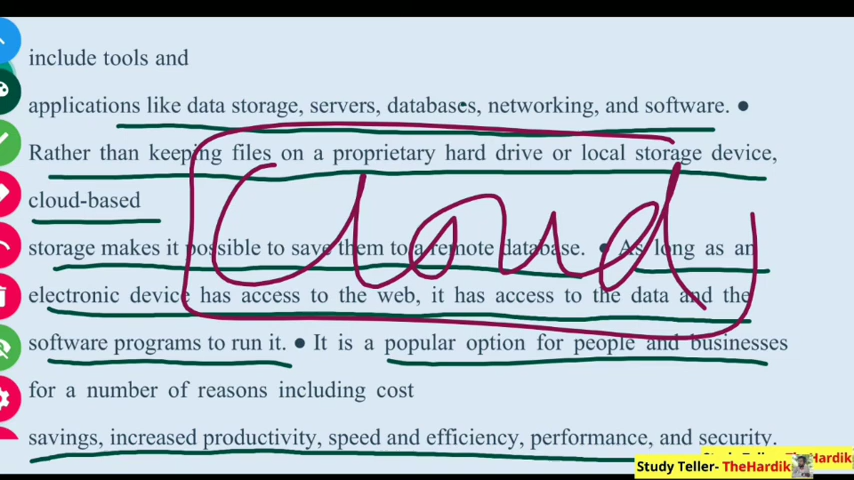 include tools and
applications like data storage, servers, databases, networking, and software. ●
Rather than keeping files on a proprietary hard drive or local storage device,
cloud-based
storage makes it possible to save them to a remote database. ● As long as an
electronic device has access to the web, it has access to the data and the
software programs to run it. ● It is a popular option for people and businesses
for a number of reasons including cost
savings, increased productivity, speed and efficiency, performance, and security.
Cloud
Study Teller- TheHardik